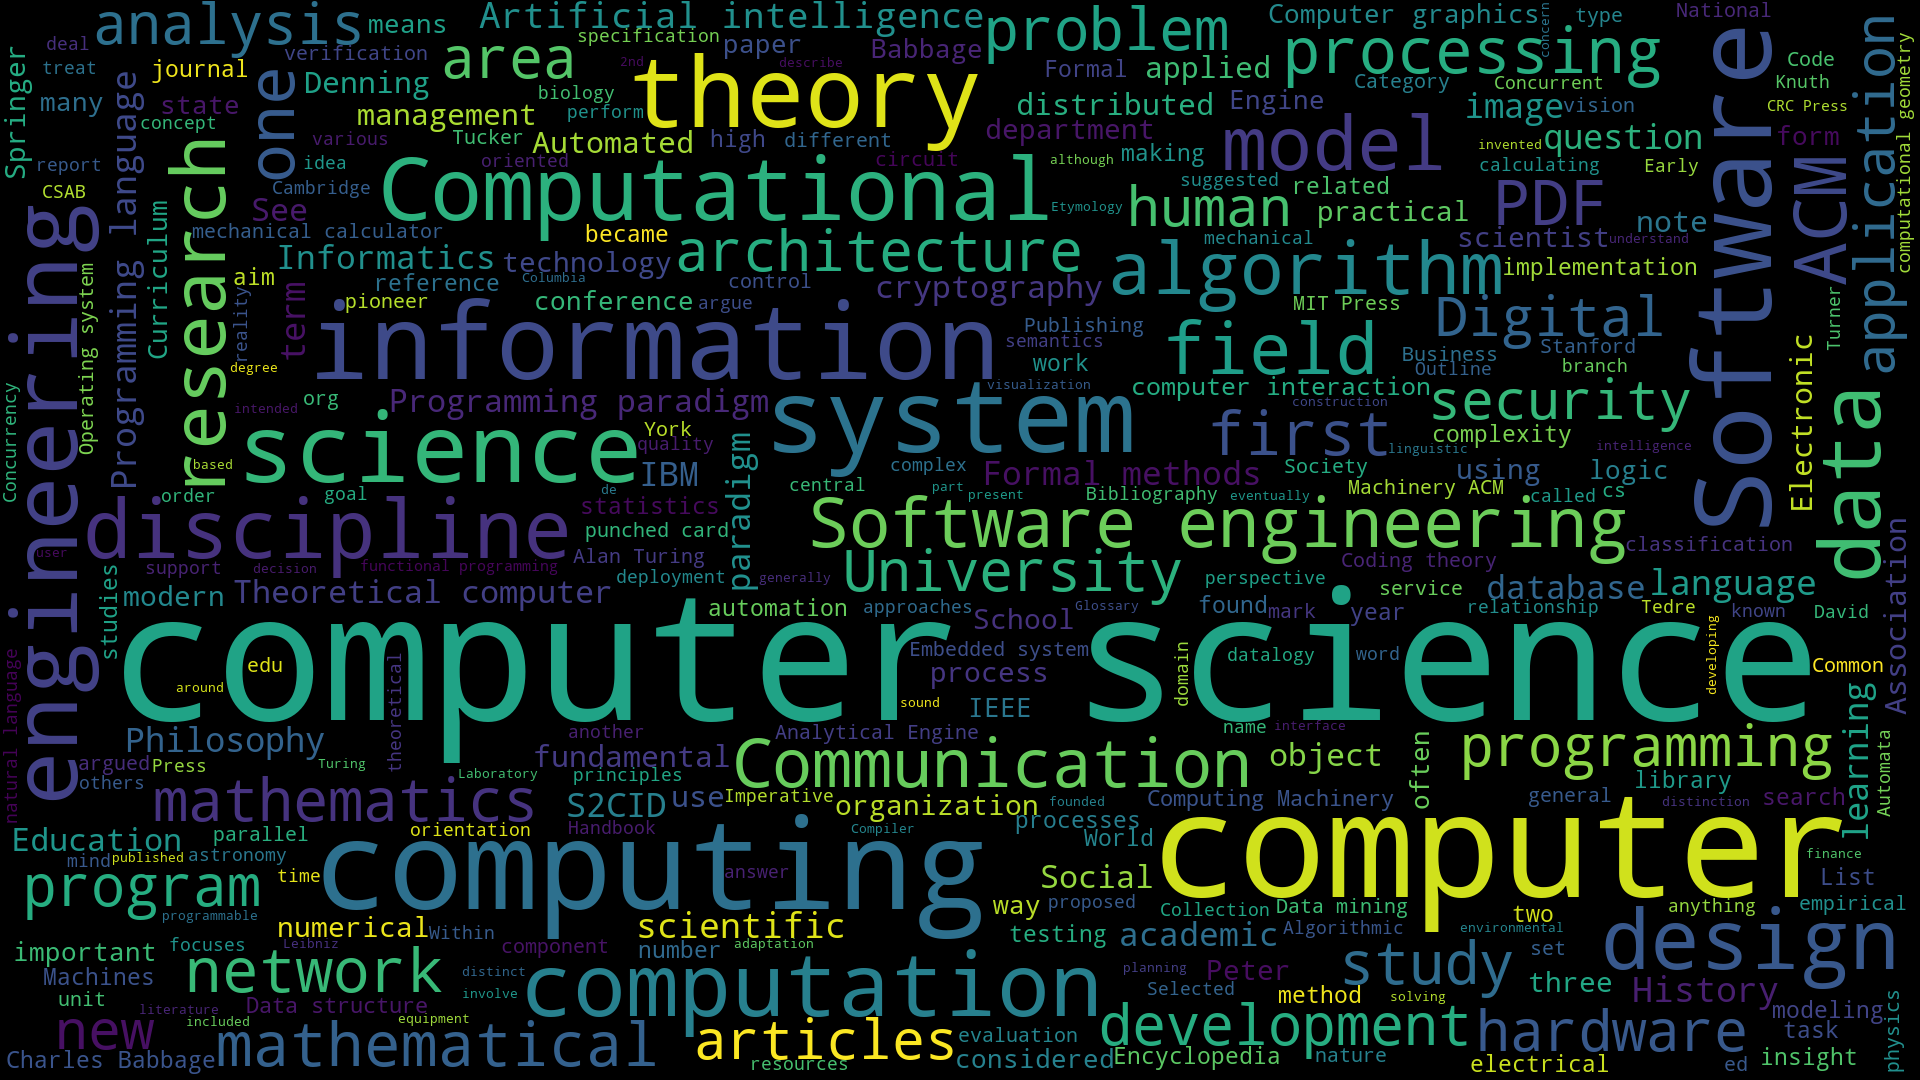 analysis
means
Artificial intelligence
problem
Computer graphics
concern
type
National
deal
verification
area
specification
paper
Babbage
theory
2nd
describe
processing
Software
Code
application
computational geometry
Springer
treat
journal
one
Denning
biology
Formal
applied
Category
Concurrent
Knuth
many
Programming language
state
management
perform
distributed
Engine
image
vision
CRC Press
concept
research
various
Tucker
Automated
high
different
department
model
question
form
report
idea
oriented
circuit
although
making
invented
calculating
Early
ACM
CSAB
Cambridge
Computational
suggested
related
PDF
Curriculum
See
Etymology
human
practical
note
engineering
mechanical calculator
became
architecture
mechanical
scientist
understand
Operating system
Informatics
technology
algorithm
implementation
aim
term
reference
Columbia
control
cryptography
reality
pioneer
conference
argue
MIT Press
Digital
Turner
information
Publishing
semantics
field
Stanford
Electronic
degree
work
Business
Outline
branch
Concurrency
visualization
computer interaction
security
data
intended
org
Programming paradigm
system
construction
science
York
quality
first
complexity
intelligence
based
IBM
paradigm
complex
linguistic
Formal methods
Society
using
logic
order
goal
de
central
part
present
Bibliography
eventually
Machinery ACM
called
cs
discipline
statistics
punched card
Software engineering
Association
user
support
decision
functional programming
Alan Turing
University
Coding theory
classification
studies
modern
Theoretical computer
deployment
generally
perspective
service
database
language
automation
approaches
School
Glossary
found
mark
year
relationship
Tedre
known
David
computer science
natural language
edu
Embedded system
datalogy
word
developing
Common
around
theoretical
process
domain
sound
IEEE
learning
Philosophy
another
Analytical Engine
name
interface
argued
Press
Turing
fundamental
Communication
object
often
programming
Automata
others
Laboratory
principles
library
mathematics
S2CID
use
Imperative
organization
founded
Computing Machinery
general
distinction
search
Education
parallel
orientation
Handbook
Compiler
processes
World
computer
mind
published
astronomy
computing
finance
program
time
answer
Social
List
programmable
way
proposed
Collection
Data mining
two
anything
empirical
numerical
Within
scientific
testing
academic
Algorithmic
environmental
design
important
focuses
Leibniz
component
number
adaptation
set
Machines
network
distinct
computation
planning
Peter
study
three
unit
involve
Selected
method
solving
History
literature
Data structure
modeling
new
included
equipment
articles
development
hardware
task
physics
Charles Babbage
mathematical
evaluation
resources
considered
Encyclopedia
nature
electrical
ed
insight